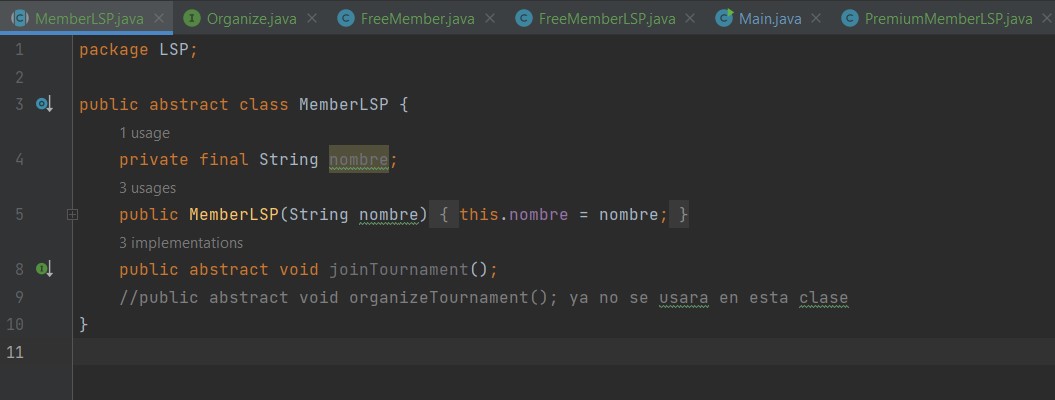 MemberLSP.java Organize.java FreeMember.java FreeMemberLSP.java Main.java PremiumMemberLSP.java
1 package LSP;
2
3 public abstract class MemberLSP {
1 usage
4 private final String nombre;
3 usages
5 public MemberLSP(String nombre) { this.nombre = nombre; }
3 implementations
8 public abstract void joinTournament();
9 //public abstract void organizeTournament(); ya no se usara en esta clase
10 }
11